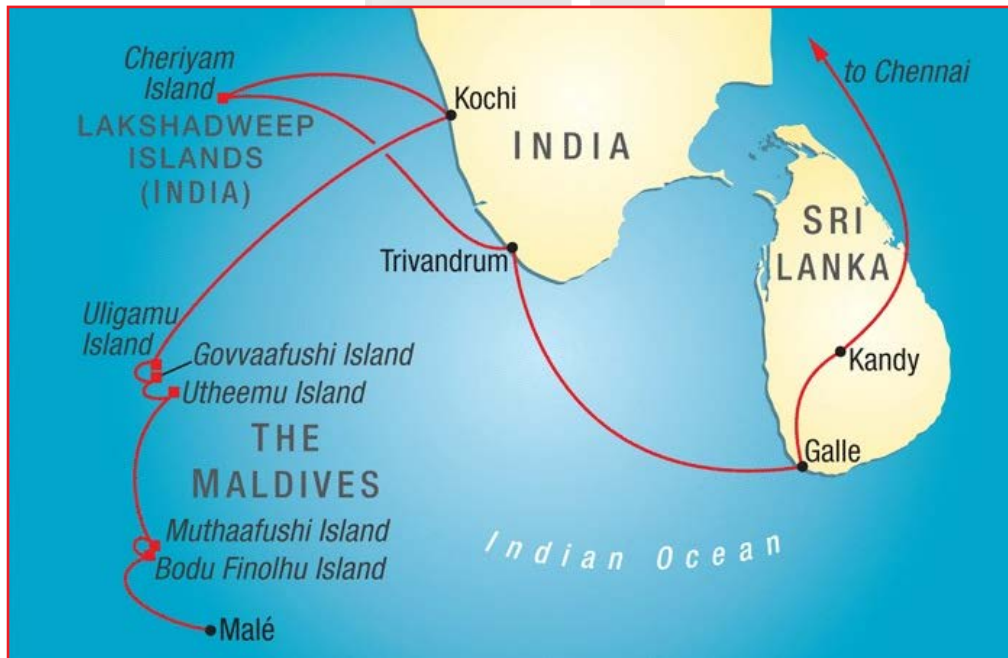 Cheriyam
Island
LAKSHADWEEP
ISLANDS
(INDIA)
Kochi
INDIA
to Chennai
SRI
LANKA
Trivandrum
Uligamu
Island
Govvaafushi Island
Utheemu Island
THE
MALDIVES
Kandy
Galle
Muthaafushi Island
Bodu Finolhu Island
Indian Ocean
Malé